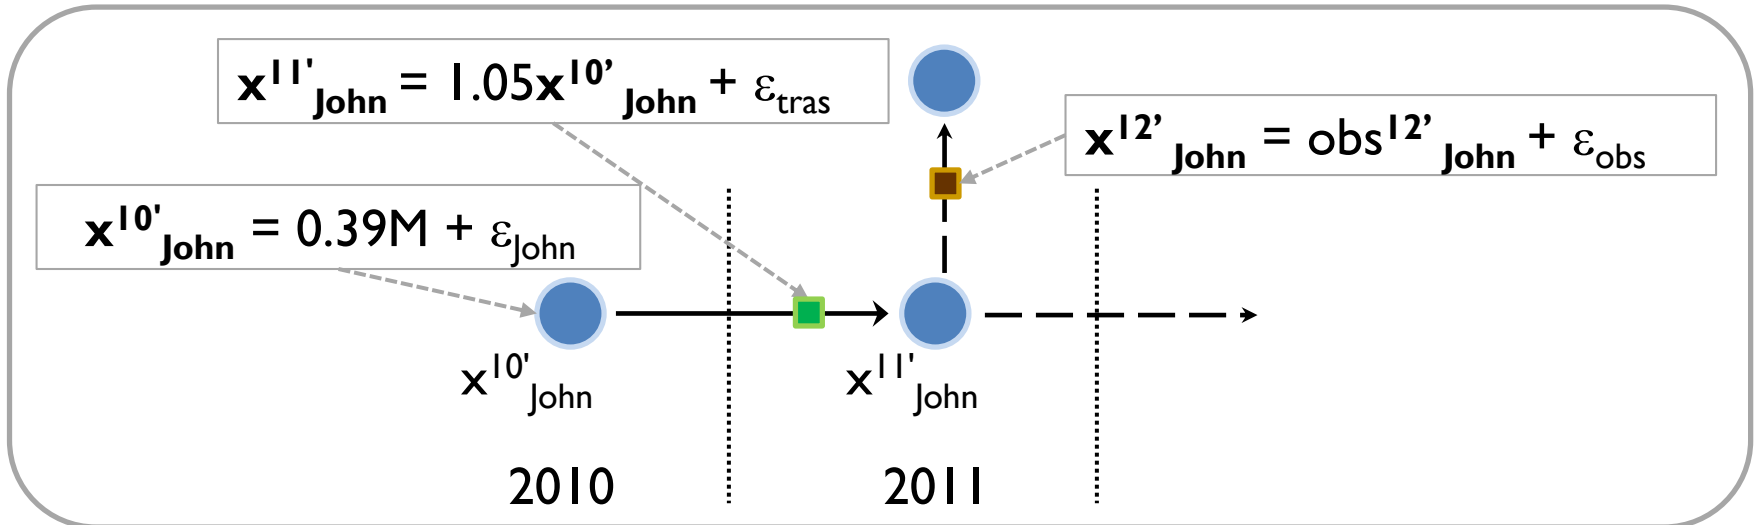 x¹¹'John = 1.05x¹⁰’John + εtras
x¹²’John = obs¹²’John + εobs
x¹⁰'John = 0.39M + εJohn
x¹⁰'John
x¹¹'John
2010
2011